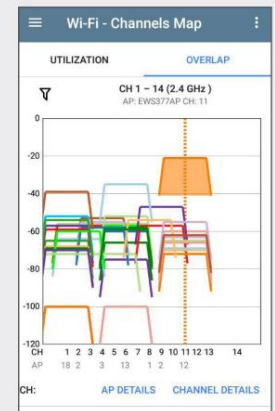 Wi-Fi - Channels Map
UTILIZATION OVERLAP
CH 1 – 14 (2.4 GHz )
AP: EWS377AP CH: 11
0
-20
-40
-60
-80
-100
-120
CH 1 2 3 4 5 6 7 8 9 10 11 12 13 14
AP 18 2 3 13 1 2 12
CH: AP DETAILS CHANNEL DETAILS